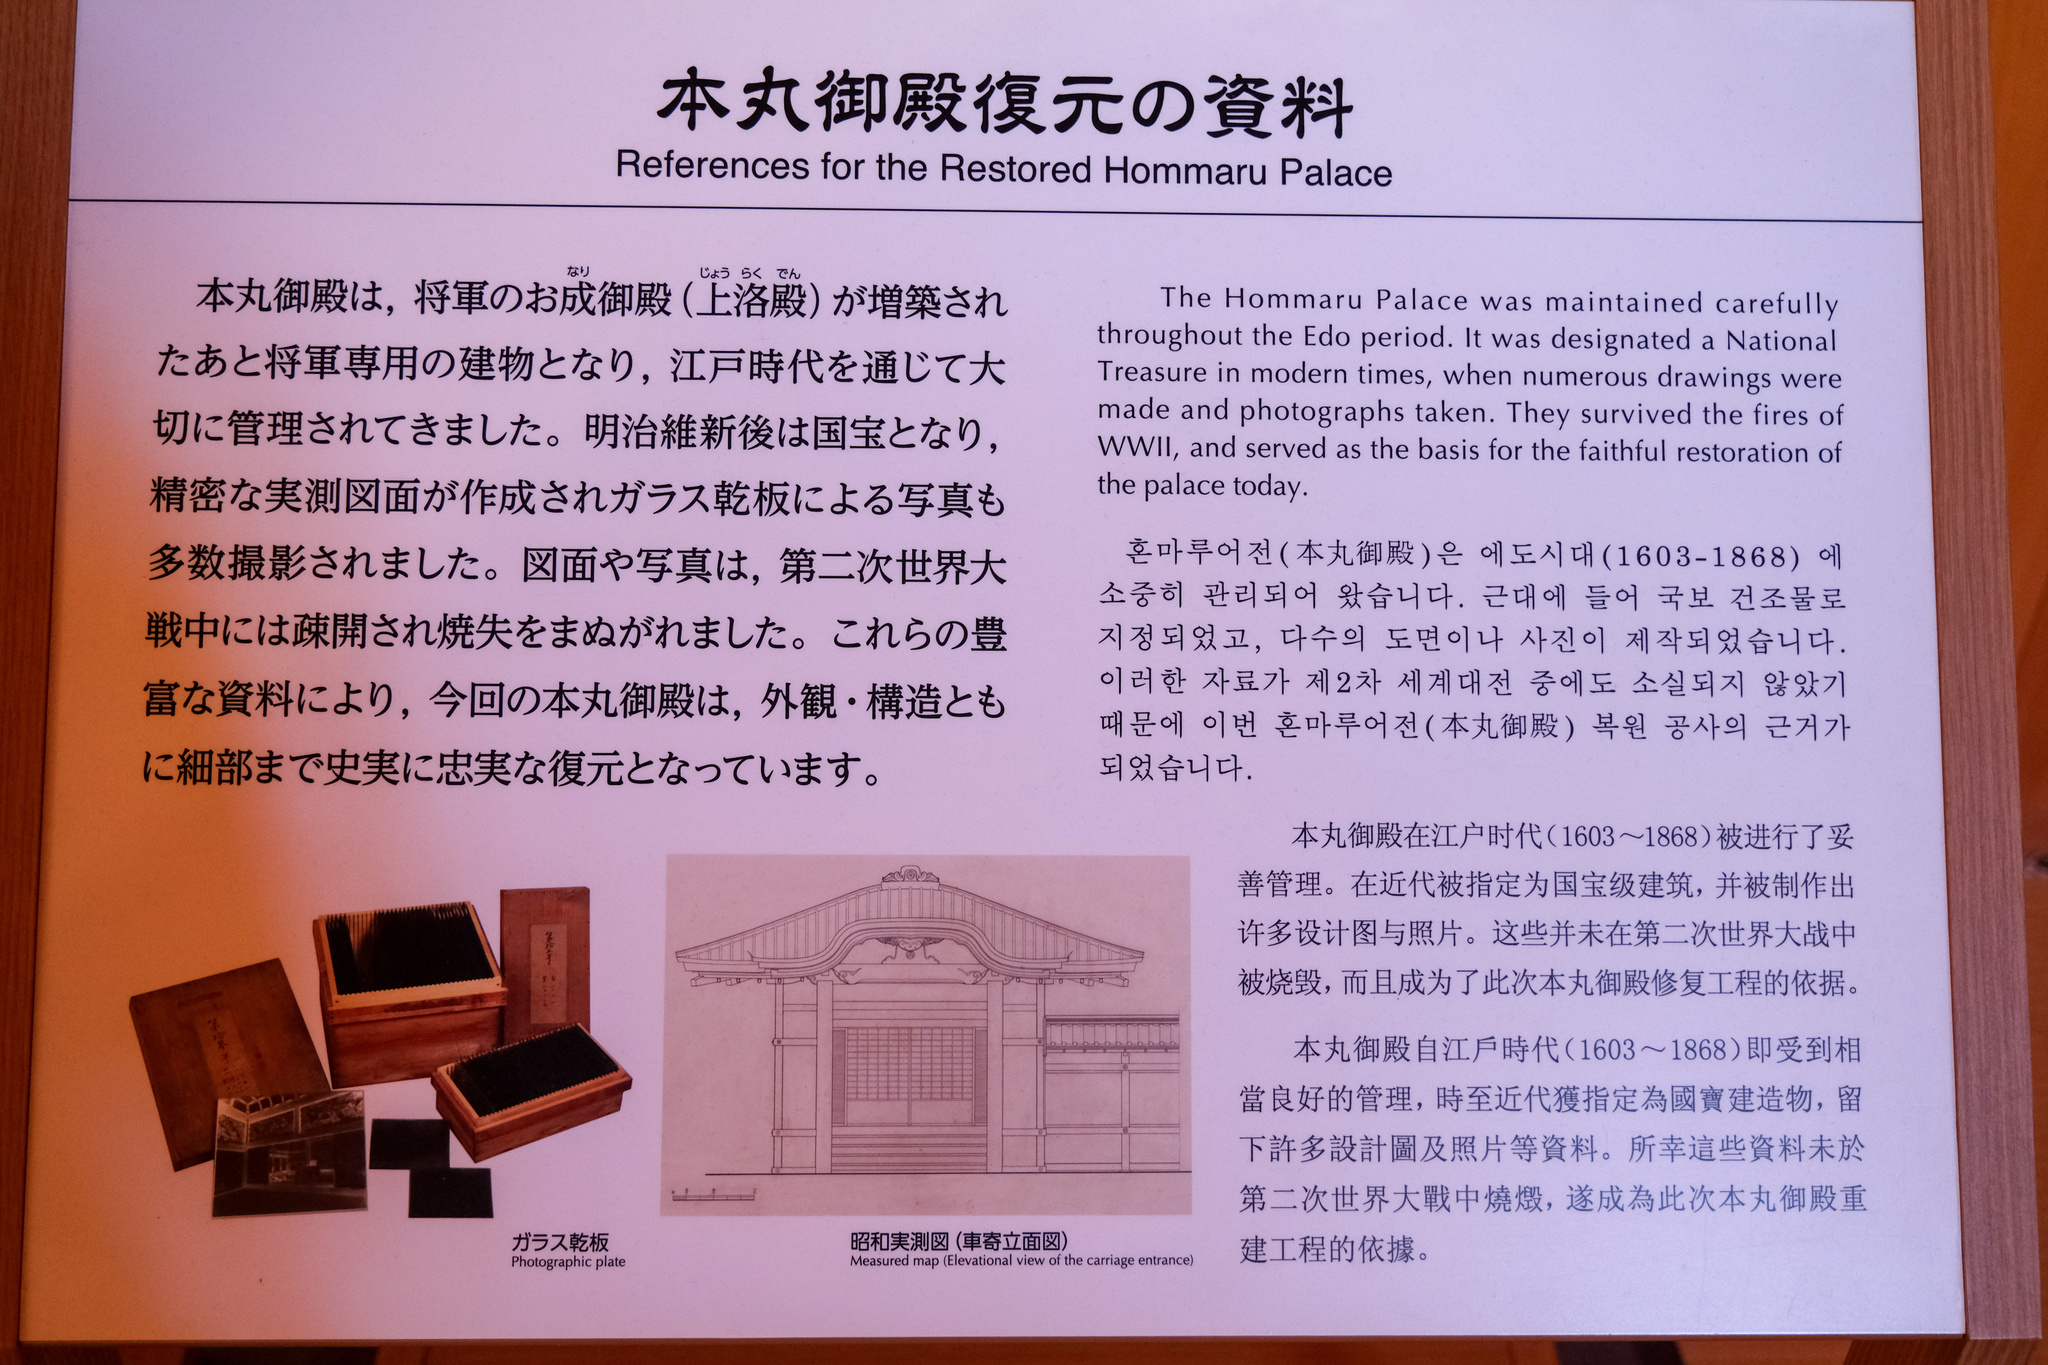 本丸御殿復元の資料
References for the Restored Hommaru Palace
なり じょう らく でん
本丸御殿は，将軍のお成御殿（上洛殿）が増築され
たあと将軍専用の建物となり，江戸時代を通じて大
切に管理されてきました。明治維新後は国宝となり，
精密な実測図面が作成されガラス乾板による写真も
多数撮影されました。図面や写真は，第二次世界大
戦中には疎開され焼失をまぬがれました。これらの豊
富な資料により，今回の本丸御殿は，外観・構造とも
に細部まで史実に忠実な復元となっています。
The Hommaru Palace was maintained carefully
throughout the Edo period. It was designated a National
Treasure in modern times, when numerous drawings were
made and photographs taken. They survived the fires of
WWII, and served as the basis for the faithful restoration of
the palace today.
혼마루어전(本丸御殿)은 에도시대(1603-1868) 에
소중히 관리되어 왔습니다. 근대에 들어 국보 건조물로
지정되었고, 다수의 도면이나 사진이 제작되었습니다.
이러한 자료가 제2차 세계대전 중에도 소실되지 않았기
때문에 이번 혼마루어전(本丸御殿) 복원 공사의 근거가
되었습니다.
本丸御殿在江户时代（1603～1868）被进行了妥
善管理。在近代被指定为国宝级建筑，并被制作出
许多设计图与照片。这些并未在第二次世界大战中
被烧毁，而且成为了此次本丸御殿修复工程的依据。
本丸御殿自江戶時代（1603～1868）即受到相
當良好的管理，時至近代獲指定為國寶建造物，留
下許多設計圖及照片等資料。所幸這些資料未於
第二次世界大戰中燒燬，遂成為此次本丸御殿重
建工程的依據。
ガラス乾板
Photographic plate
昭和実測図（車寄立面図）
Measured map (Elevational view of the carriage entrance)